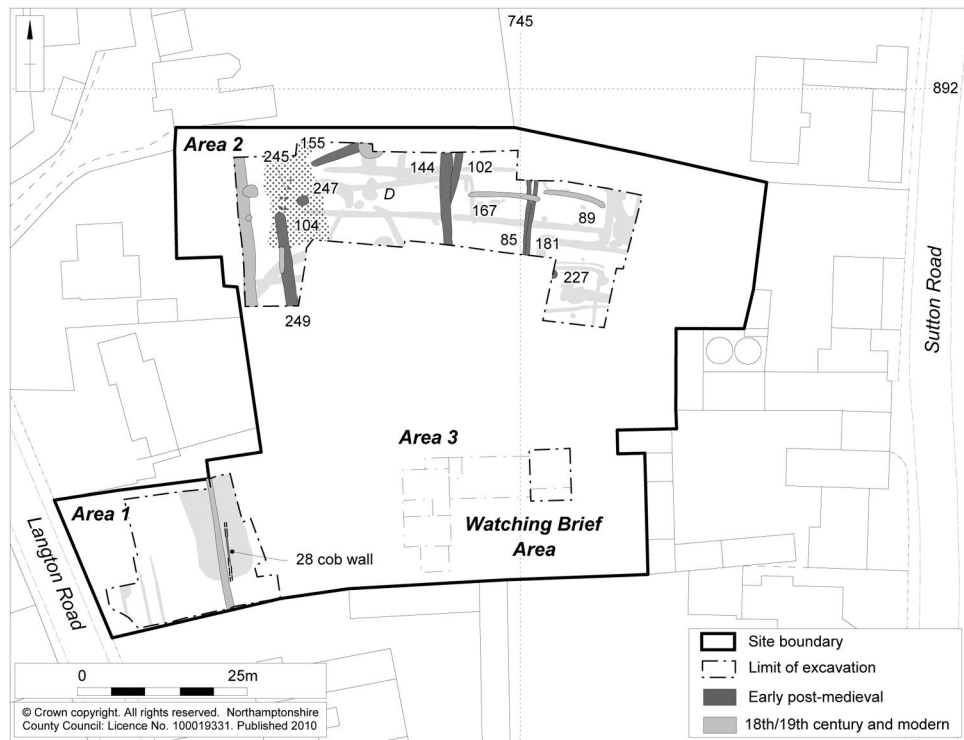 745
892
Area 2
155
245
144
102
247
D
167
89
104
85
181
227
249
Sutton Road
Area 3
Area 1
Watching Brief
Area
28 cob wall
Langton Road
0
25m
© Crown copyright. All rights reserved. Northamptonshire
County Council: Licence No. 100019331. Published 2010
Site boundary
Limit of excavation
Early post-medieval
18th/19th century and modern